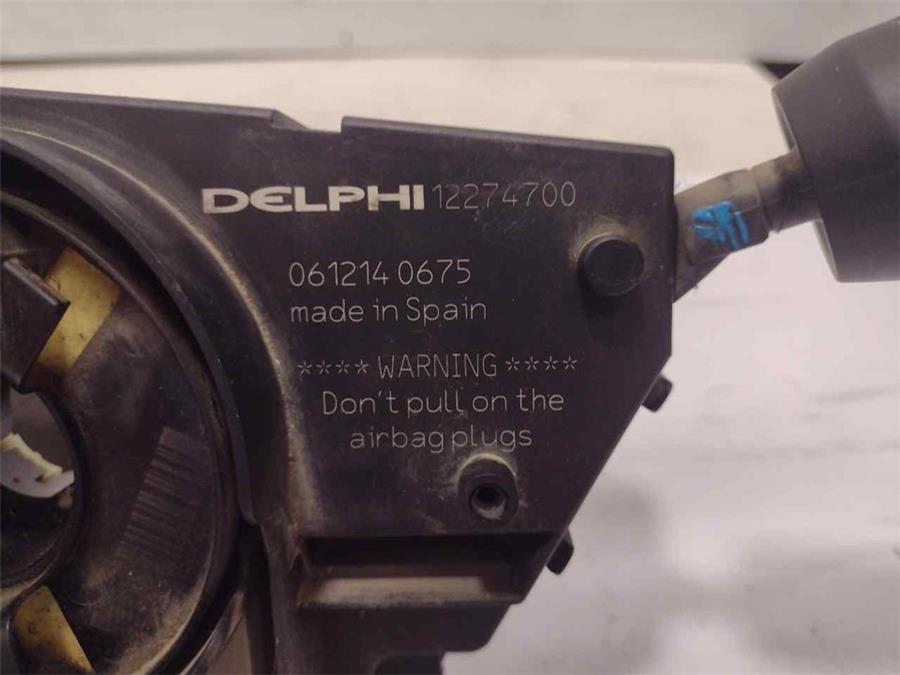 DELPHI 12274700
061214 0675
made in Spain
**** WARNING ****
Don't pull on the
airbag plugs